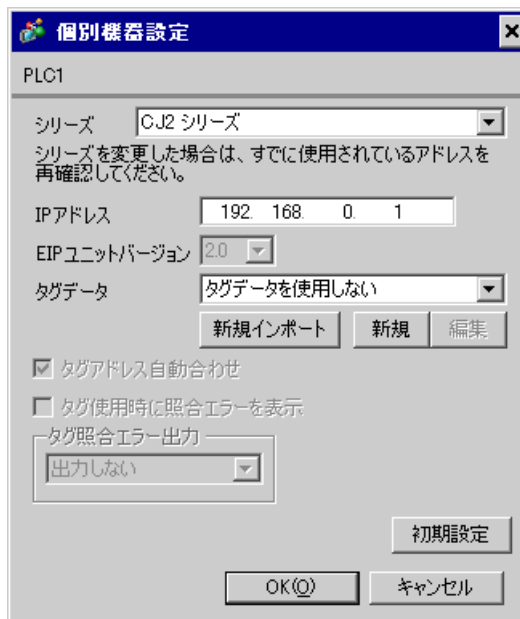 個別機器設定
PLC1
シリーズ CJ2 シリーズ
シリーズを変更した場合は、すでに使用されているアドレスを
再確認してください。
IPアドレス 192. 168. 0. 1
EIPユニットバージョン 2.0
タグデータ タグデータを使用しない
新規インポート 新規 編集
タグアドレス自動合わせ
タグ使用時に照合エラーを表示
タグ照合エラー出力
出力しない
初期設定
OK(O) キャンセル